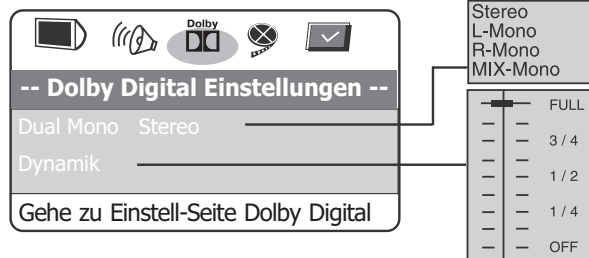 Dolby
-- Dolby Digital Einstellungen --
Dual Mono Stereo
Dynamik
Gehe zu Einstell-Seite Dolby Digital
Stereo
L-Mono
R-Mono
MIX-Mono
FULL
3 / 4
1 / 2
1 / 4
OFF